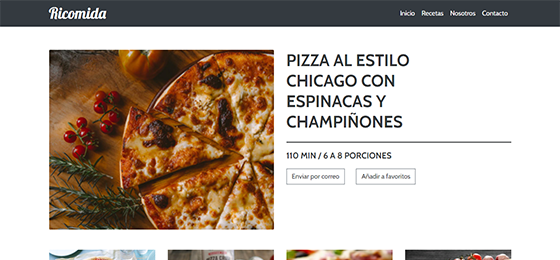 Ricomida
Inicio Recetas Nosotros Contacto
PIZZA AL ESTILO
CHICAGO CON
ESPINACAS Y
CHAMPIÑONES
110 MIN / 6 A 8 PORCIONES
Enviar por correo Añadir a favoritos